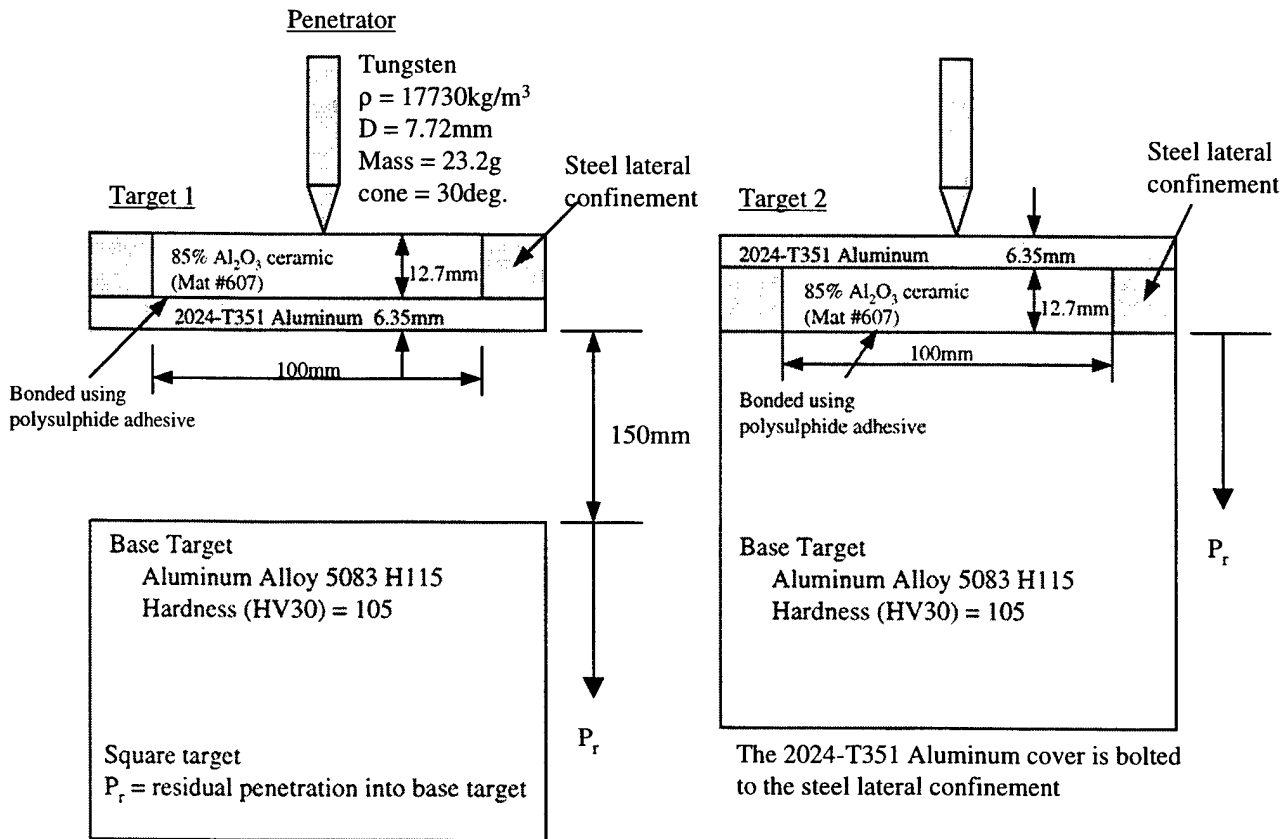 Penetrator
Tungsten
ρ = 17730kg/m³
D = 7.72mm
Mass = 23.2g
cone = 30deg.
Steel lateral
confinement
Target 1
85% Al₂O₃ ceramic
(Mat #607)
12.7mm
2024-T351 Aluminum 6.35mm
100mm
Bonded using
polysulphide adhesive
150mm
Base Target
Aluminum Alloy 5083 H115
Hardness (HV30) = 105
Square target
Pᵣ = residual penetration into base target
Pᵣ
Steel lateral
confinement
Target 2
2024-T351 Aluminum 6.35mm
85% Al₂O₃ ceramic
(Mat #607)
12.7mm
100mm
Bonded using
polysulphide adhesive
Base Target
Aluminum Alloy 5083 H115
Hardness (HV30) = 105
Pᵣ
The 2024-T351 Aluminum cover is bolted
to the steel lateral confinement